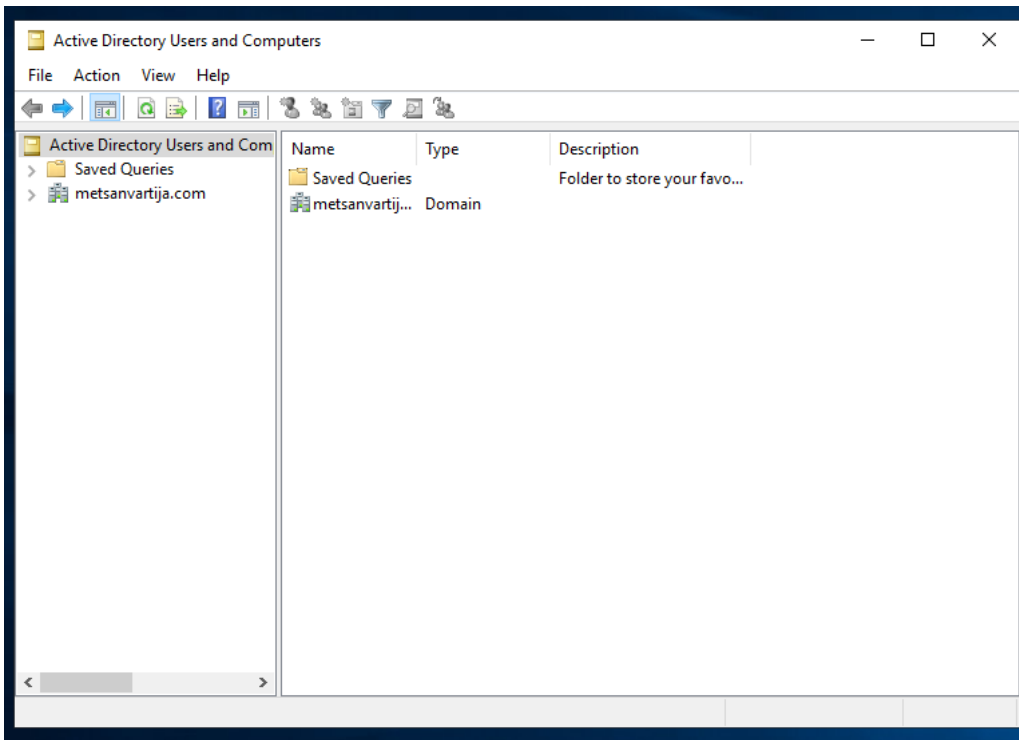 Active Directory Users and Computers
File Action View Help
Active Directory Users and Com
Saved Queries
metsanvartija.com
Name Type Description
Saved Queries Folder to store your favo...
metsanvartij... Domain